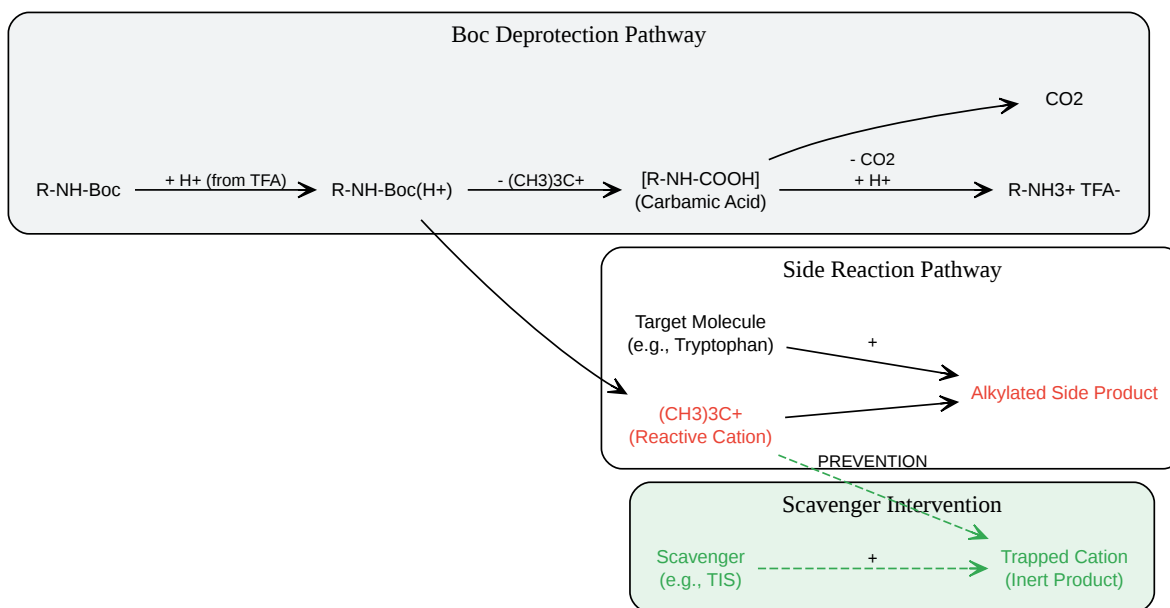 Boc Deprotection Pathway
CO2
R-NH-Boc
+ H+ (from TFA)
R-NH-Boc(H+)
- (CH3)3C+
[R-NH-COOH]
(Carbamic Acid)
- CO2
+ H+
R-NH3+ TFA-
Side Reaction Pathway
Target Molecule
(e.g., Tryptophan)
+
Alkylated Side Product
(CH3)3C+
(Reactive Cation)
PREVENTION
Scavenger Intervention
Scavenger
(e.g., TIS)
+
Trapped Cation
(Inert Product)